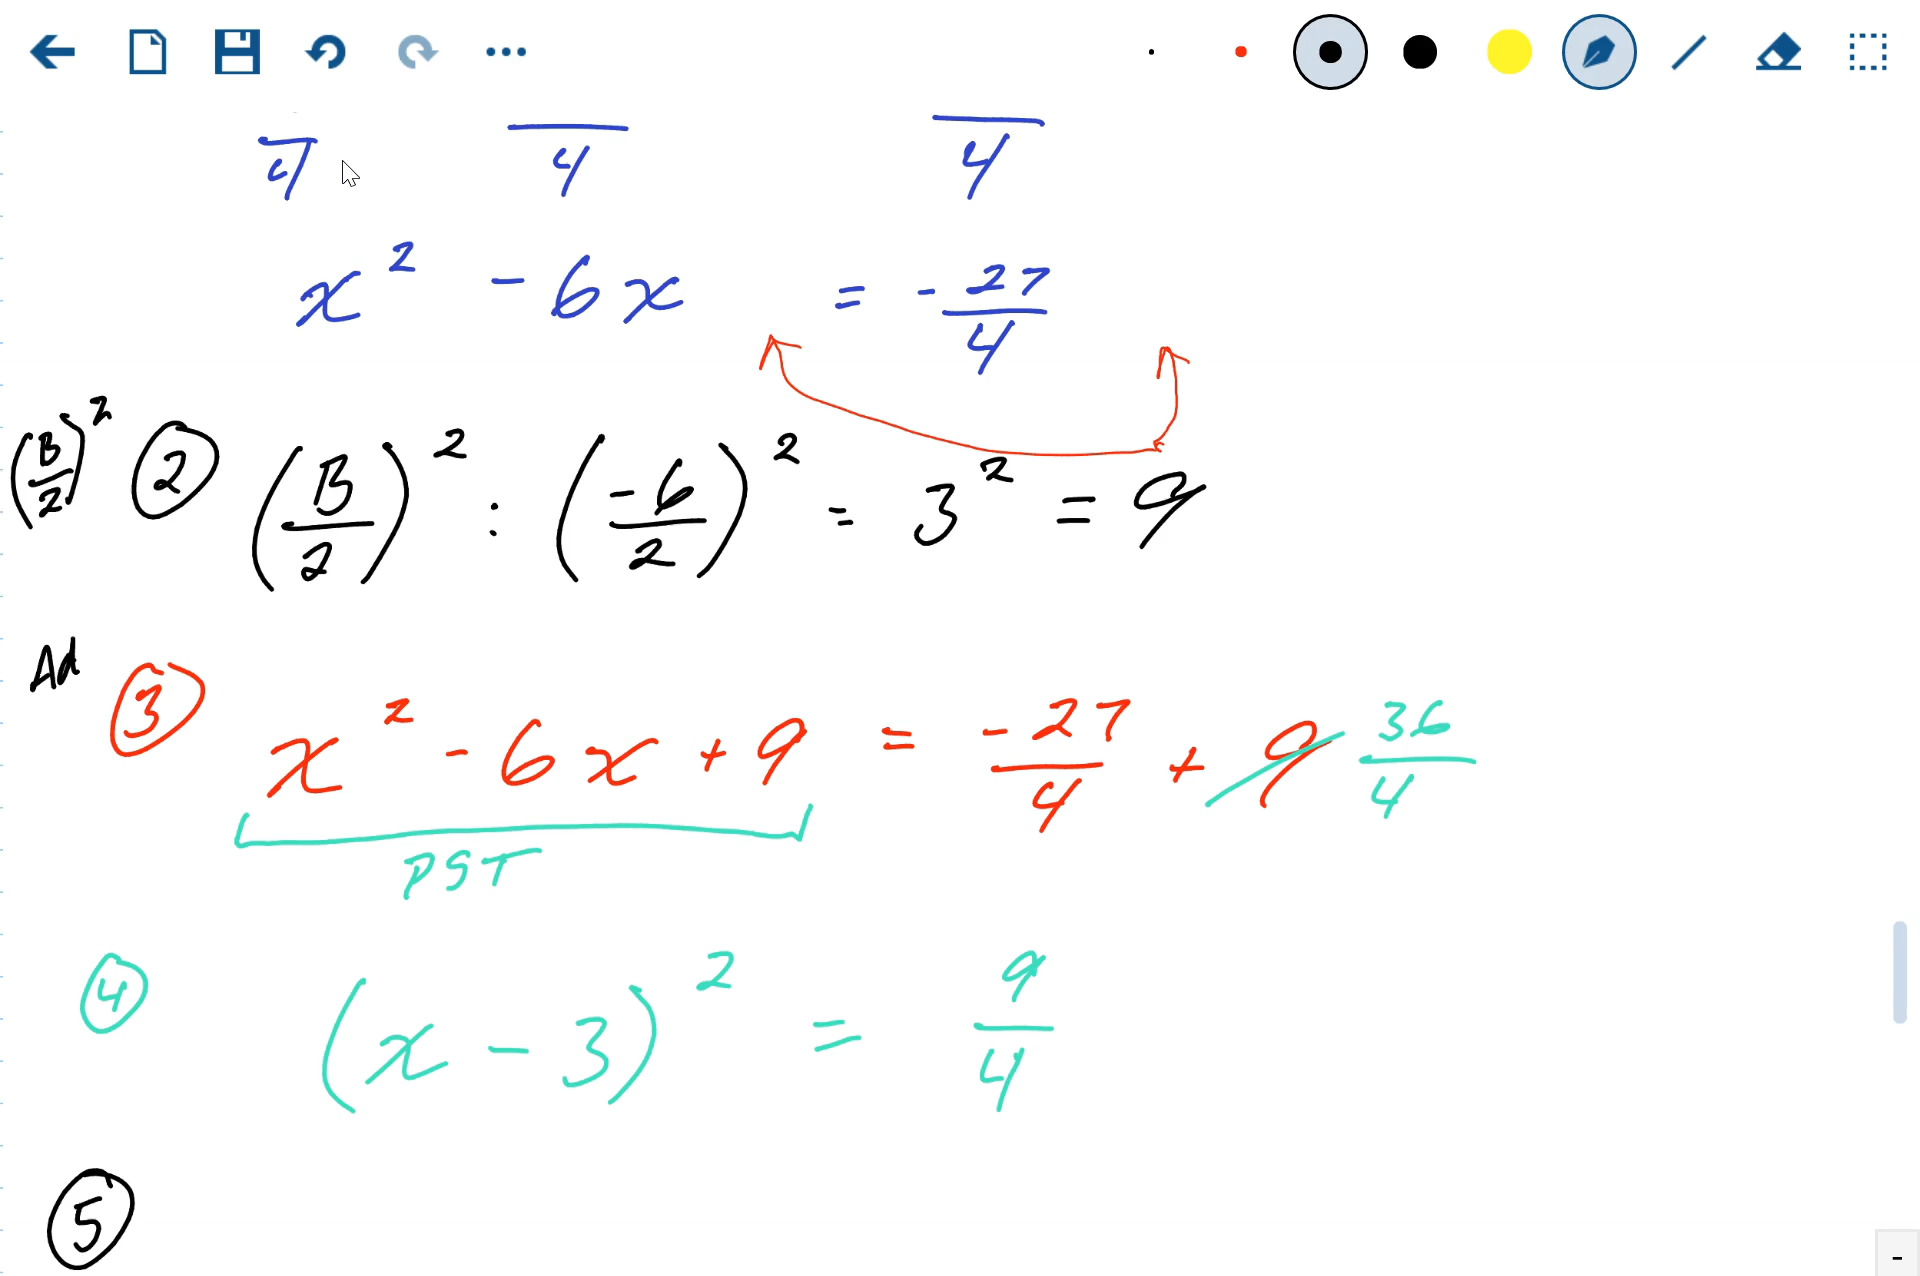 4 4 4
x² - 6x = -27/4
(B/2)² ② (B/2)² : (-6/2)² = 3² = 9
Ad
③ x² - 6x + 9 = -27/4 + 9 36/4
PST
④ (x - 3)² = 9/4
⑤